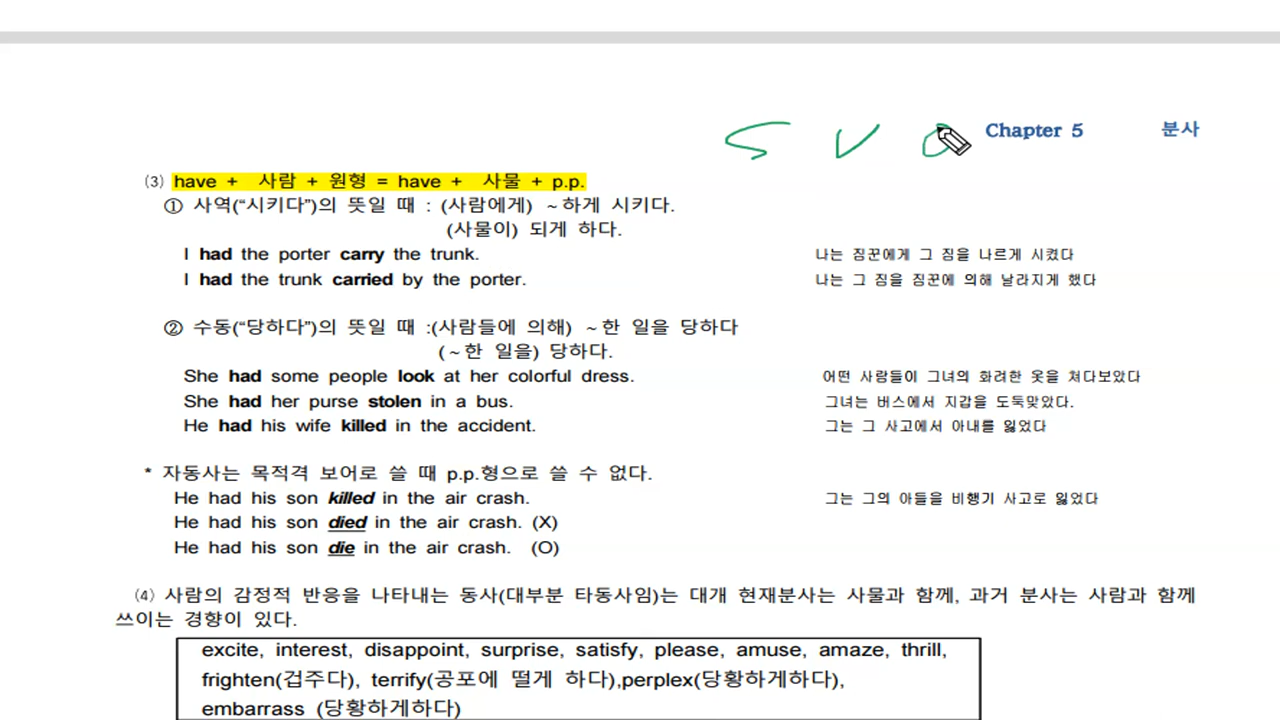 S V
Chapter 5 분사
⑶ have + 사람 + 원형 = have + 사물 + p.p.
① 사역(“시키다”)의 뜻일 때 : (사람에게) ~하게 시키다.
(사물이) 되게 하다.
I had the porter carry the trunk. 나는 짐꾼에게 그 짐을 나르게 시켰다
I had the trunk carried by the porter. 나는 그 짐을 짐꾼에 의해 날라지게 했다
② 수동(“당하다”)의 뜻일 때 :(사람들에 의해) ~한 일을 당하다
(~한 일을) 당하다.
She had some people look at her colorful dress. 어떤 사람들이 그녀의 화려한 옷을 쳐다보았다
She had her purse stolen in a bus. 그녀는 버스에서 지갑을 도둑맞았다.
He had his wife killed in the accident. 그는 그 사고에서 아내를 잃었다
* 자동사는 목적격 보어로 쓸 때 p.p.형으로 쓸 수 없다.
He had his son killed in the air crash. 그는 그의 아들을 비행기 사고로 잃었다
He had his son died in the air crash. (X)
He had his son die in the air crash. (O)
⑷ 사람의 감정적 반응을 나타내는 동사(대부분 타동사임)는 대개 현재분사는 사물과 함께, 과거 분사는 사람과 함께
쓰이는 경향이 있다.
excite, interest, disappoint, surprise, satisfy, please, amuse, amaze, thrill,
frighten(겁주다), terrify(공포에 떨게 하다),perplex(당황하게하다),
embarrass (당황하게하다)